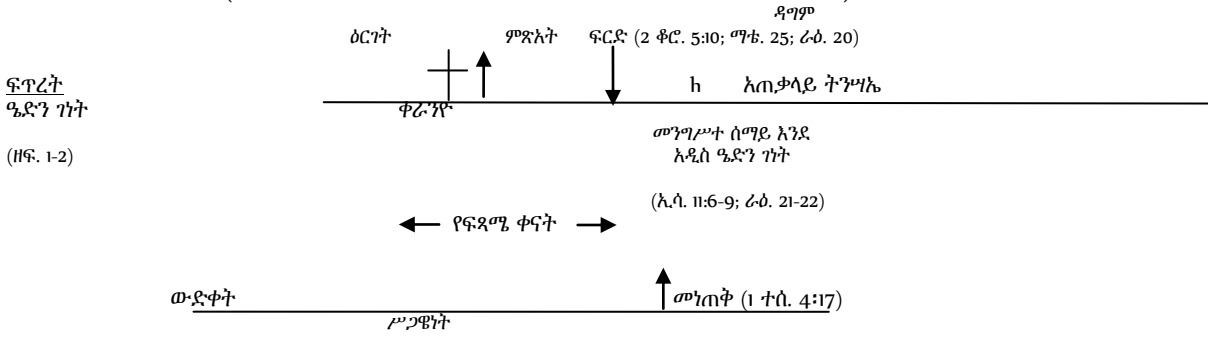 ዳግም
ዕርገት ምጽአት ፍርድ (2 ቆሮ. 5:10; ማቴ. 25; ራዕ. 20)
ፍጥረት ከ አጠቃላይ ትንሣኤ
ዔድን ገነት ቀራንዮ
መንግሥተ ሰማይ እንደ
(ዘፍ. 1-2) አዲስ ዔድን ገነት
(ኢሳ. 11:6-9; ራዕ. 21-22)
የፍጻሜ ቀናት
ውድቀት መነጠቅ (1 ተሰ. 4፡17)
ሥጋዌነት